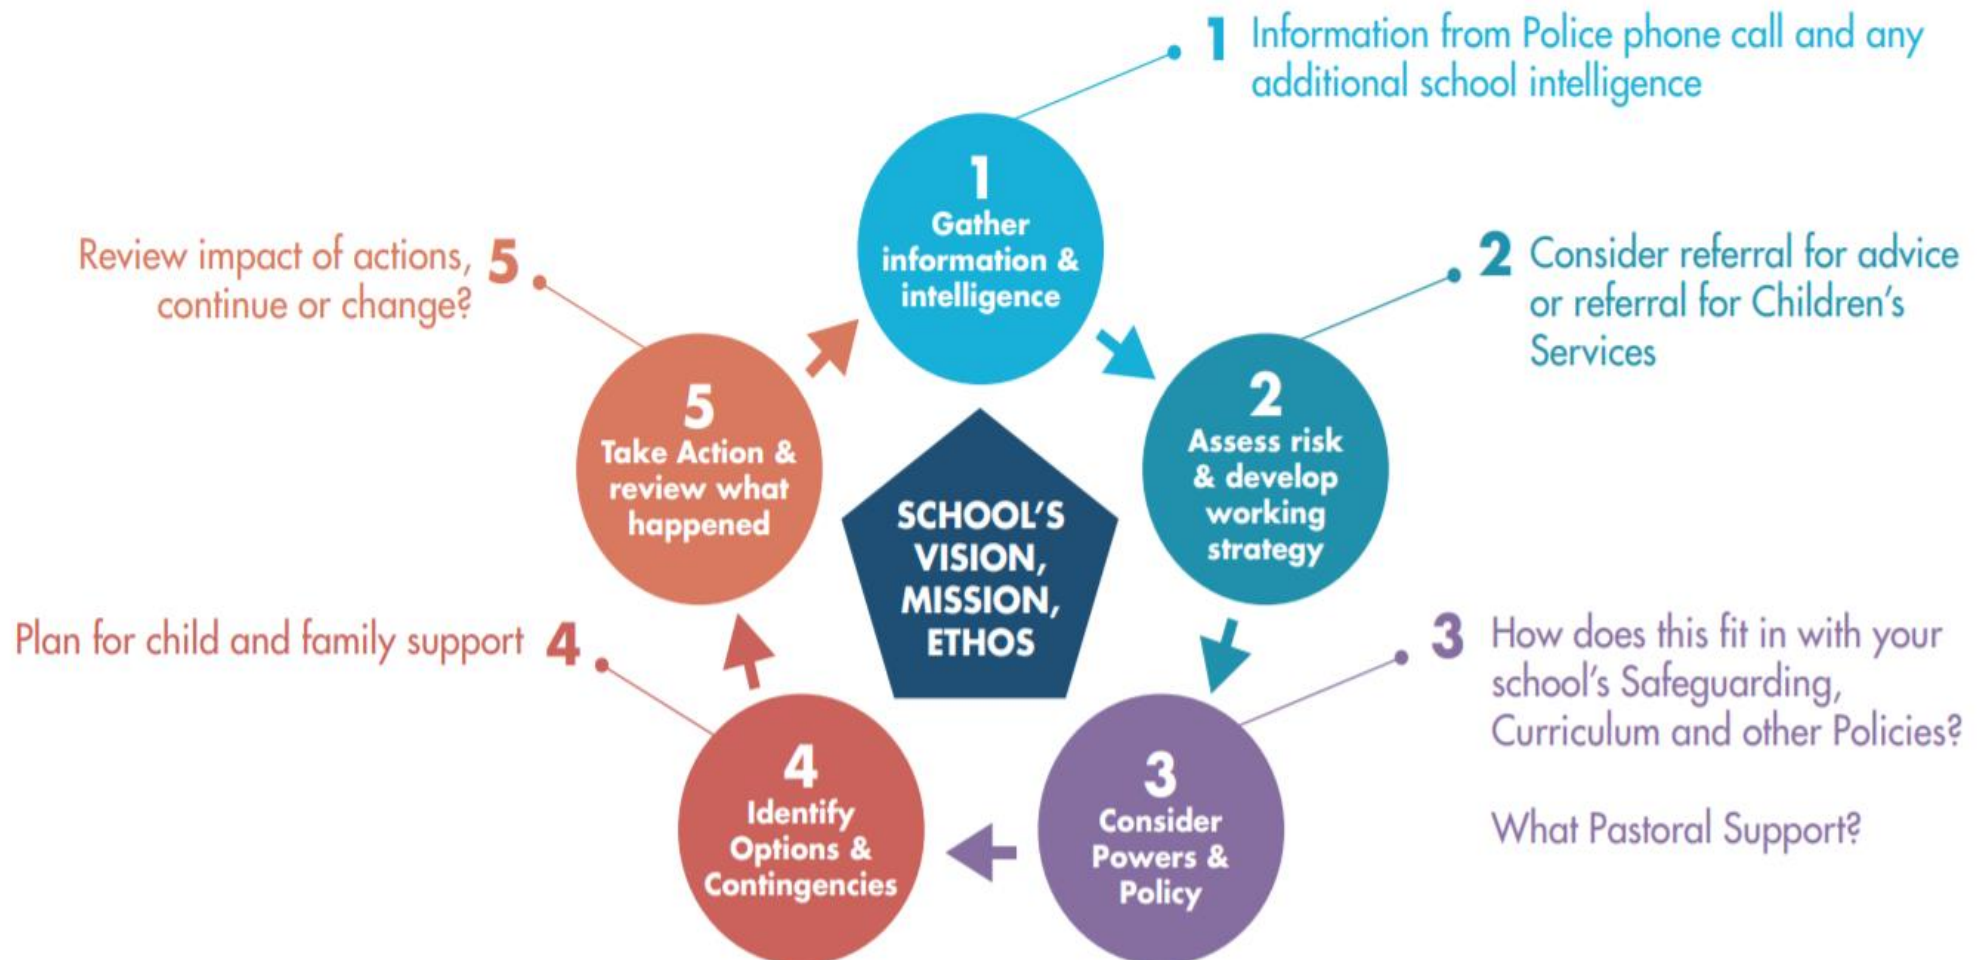 1 Information from Police phone call and any
additional school intelligence
1
Gather
information &
intelligence
2 Consider referral for advice
or referral for Children's
Services
2
Assess risk
& develop
working
strategy
3 How does this fit in with your
school's Safeguarding,
Curriculum and other Policies?
What Pastoral Support?
3
Consider
Powers &
Policy
Plan for child and family support 4
4
Identify
Options &
Contingencies
Review impact of actions, 5
continue or change?
5
Take Action &
review what
happened
SCHOOL'S
VISION,
MISSION,
ETHOS